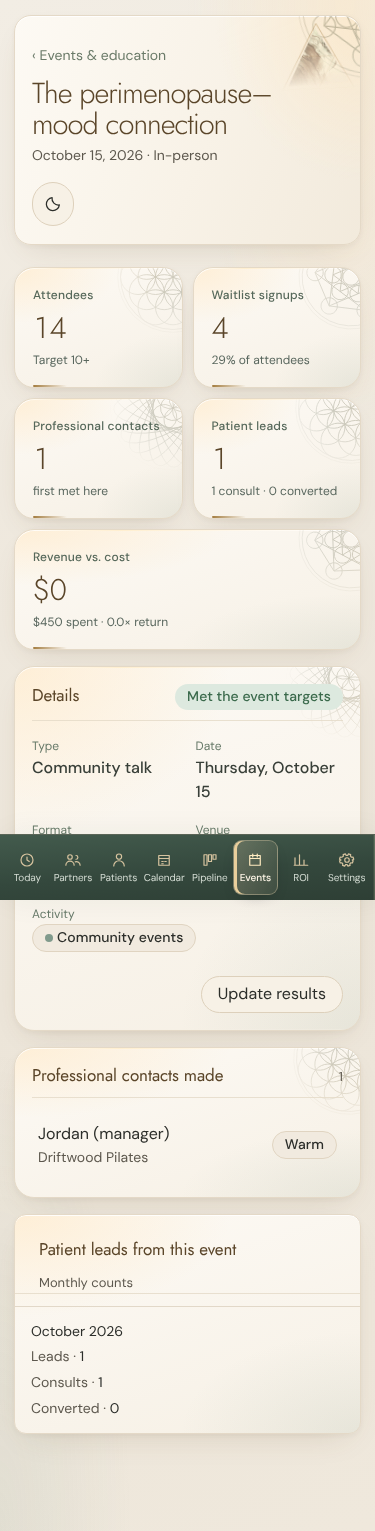 ‹ Events & education
The perimenopause–
mood connection
October 15, 2026 · In-person
Attendees
14
Target 10+
Waitlist signups
4
29% of attendees
Professional contacts
1
first met here
Patient leads
1
1 consult · 0 converted
Revenue vs. cost
$0
$450 spent · 0.0× return
Details
Met the event targets
Type
Community talk
Date
Thursday, October
15
Format
Venue
Today
Partners
Patients
Calendar
Pipeline
Events
ROI
Settings
Activity
Community events
Update results
Professional contacts made
1
Jordan (manager)
Driftwood Pilates
Warm
Patient leads from this event
Monthly counts
October 2026
Leads · 1
Consults · 1
Converted · 0